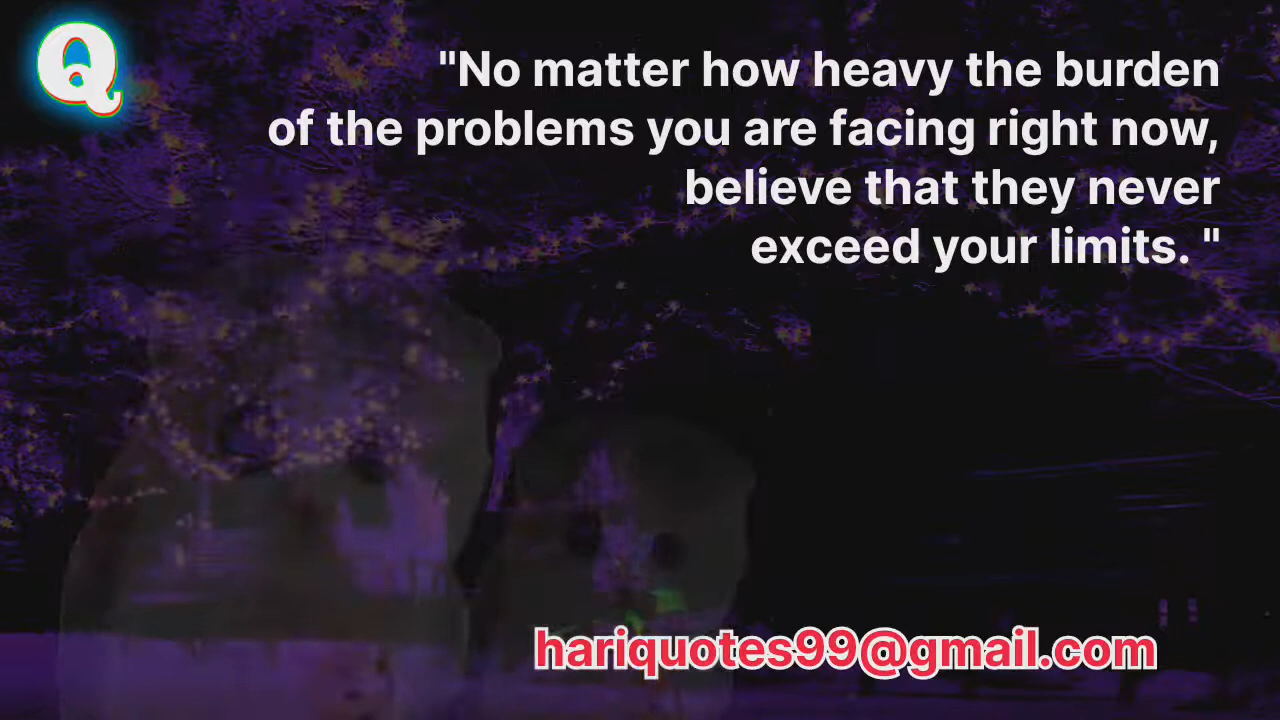 Q
"No matter how heavy the burden
of the problems you are facing right now,
believe that they never
exceed your limits. "
hariquotes99@gmail.com